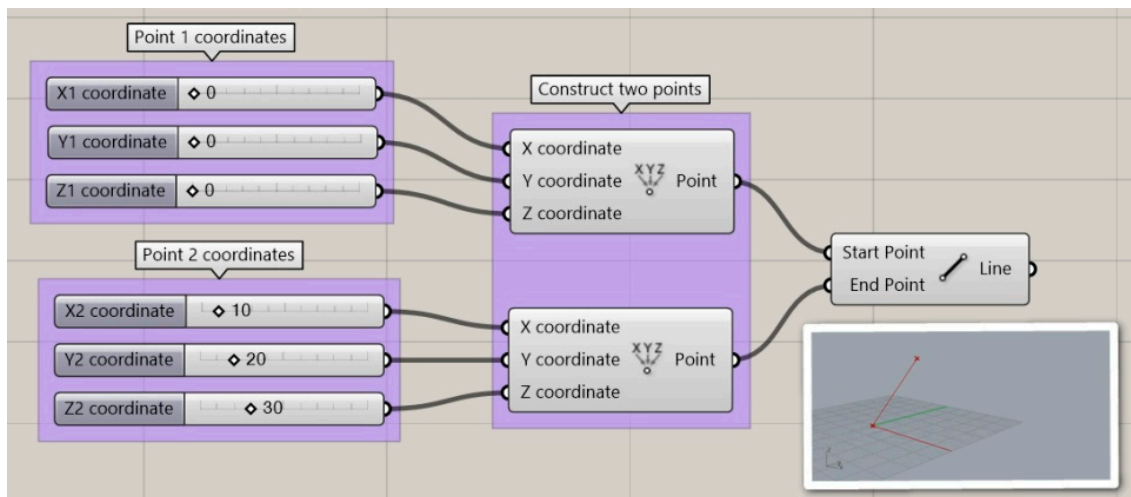 Point 1 coordinates
X1 coordinate 0
Y1 coordinate 0
Z1 coordinate 0
Point 2 coordinates
X2 coordinate 10
Y2 coordinate 20
Z2 coordinate 30
Construct two points
X coordinate
Y coordinate XYZ Point
Z coordinate
X coordinate
Y coordinate XYZ Point
Z coordinate
Start Point
End Point Line